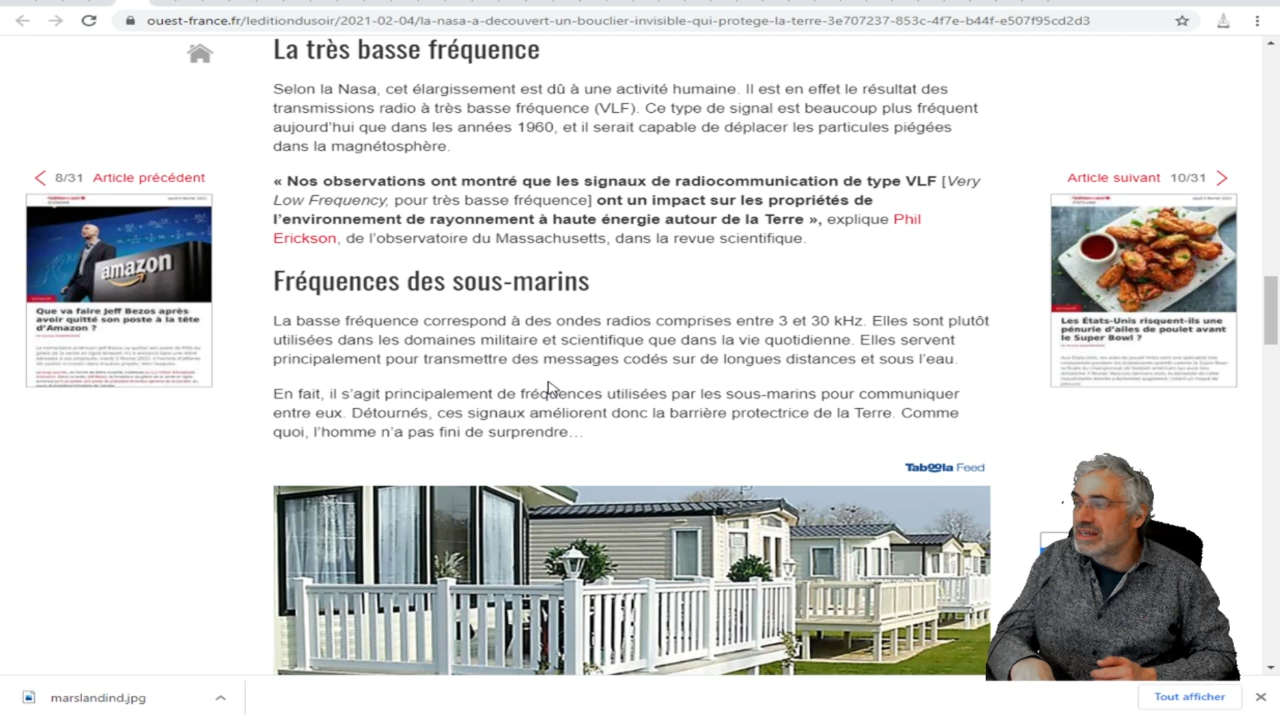 ouest-france.fr/leditiondusoir/2021-02-04/la-nasa-a-decouvert-un-bouclier-invisible-qui-protege-la-terre-3e707237-853c-4f7e-b44f-e507f95cd2d3
La très basse fréquence
Selon la Nasa, cet élargissement est dû à une activité humaine. Il est en effet le résultat des
transmissions radio à très basse fréquence (VLF). Ce type de signal est beaucoup plus fréquent
aujourd'hui que dans les années 1960, et il serait capable de déplacer les particules piégées
dans la magnétosphère.
8/31 Article précédent
Article suivant 10/31
« Nos observations ont montré que les signaux de radiocommunication de type VLF [Very
Low Frequency, pour très basse fréquence] ont un impact sur les propriétés de
l'environnement de rayonnement à haute énergie autour de la Terre », explique Phil
Erickson, de l'observatoire du Massachusetts, dans la revue scientifique.
amazon
Que va faire Jeff Bezos après
avoir quitté son poste à la tête
d'Amazon ?
Les États-Unis risquent-ils une
pénurie d'ailes de poulet avant
le Super Bowl ?
Fréquences des sous-marins
La basse fréquence correspond à des ondes radios comprises entre 3 et 30 kHz. Elles sont plutôt
utilisées dans les domaines militaire et scientifique que dans la vie quotidienne. Elles servent
principalement pour transmettre des messages codés sur de longues distances et sous l'eau.
En fait, il s'agit principalement de fréquences utilisées par les sous-marins pour communiquer
entre eux. Détournés, ces signaux améliorent donc la barrière protectrice de la Terre. Comme
quoi, l'homme n'a pas fini de surprendre…
Taboola Feed
marslandind.jpg
Tout afficher